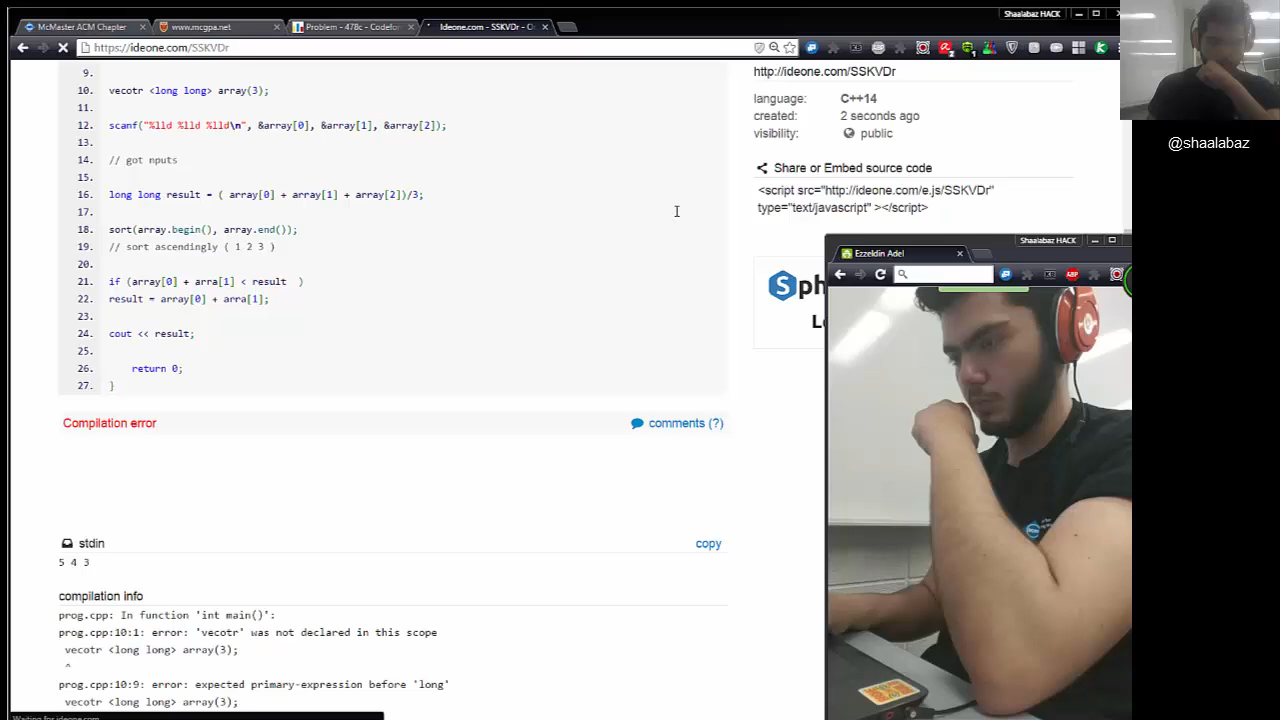 McMaster ACM Chapter
www.mcgpa.net
Problem - 478c - Codefor
Ideone.com - SSKVDr - O
Shaalabaz HACK
https://ideone.com/SSKVDr
9.
10. vecotr <long long> array(3);
11.
12. scanf("%lld %lld %lld\n", &array[0], &array[1], &array[2]);
13.
14. // got nputs
15.
16. long long result = ( array[0] + array[1] + array[2])/3;
17.
18. sort(array.begin(), array.end());
19. // sort ascendingly ( 1 2 3 )
20.
21. if (array[0] + arra[1] < result  )
22. result = array[0] + arra[1];
23.
24. cout << result;
25.
26. return 0;
27. }
Compilation error
comments (?)
stdin
copy
5 4 3
compilation info
prog.cpp: In function 'int main()':
prog.cpp:10:1: error: 'vecotr' was not declared in this scope
vecotr <long long> array(3);
^
prog.cpp:10:9: error: expected primary-expression before 'long'
vecotr <long long> array(3);
Waiting for ideone.com
http://ideone.com/SSKVDr
language: C++14
created: 2 seconds ago
visibility: public
Share or Embed source code
<script src="http://ideone.com/e.js/SSKVDr"
type="text/javascript" ></script>
Sph
Shaalabaz HACK
Ezzeldin Adel
ABP
@shaalabaz